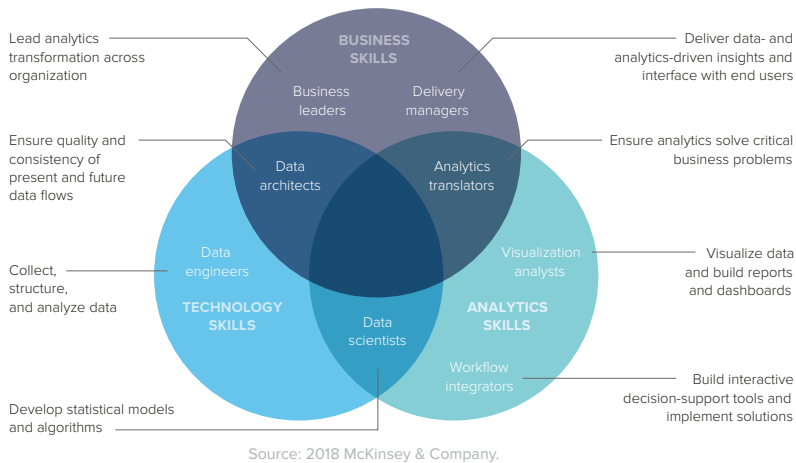 Lead analytics
transformation across
organization
BUSINESS
SKILLS
Deliver data- and
analytics-driven insights and
interface with end users
Business
leaders
Delivery
managers
Ensure quality and
consistency of
present and future
data flows
Data
architects
Analytics
translators
Ensure analytics solve critical
business problems
Collect,
structure,
and analyze data
Data
engineers
TECHNOLOGY
SKILLS
Visualization
analysts
ANALYTICS
SKILLS
Visualize data
and build reports
and dashboards
Data
scientists
Workflow
integrators
Build interactive
decision-support tools and
implement solutions
Develop statistical models
and algorithms
Source: 2018 McKinsey & Company.